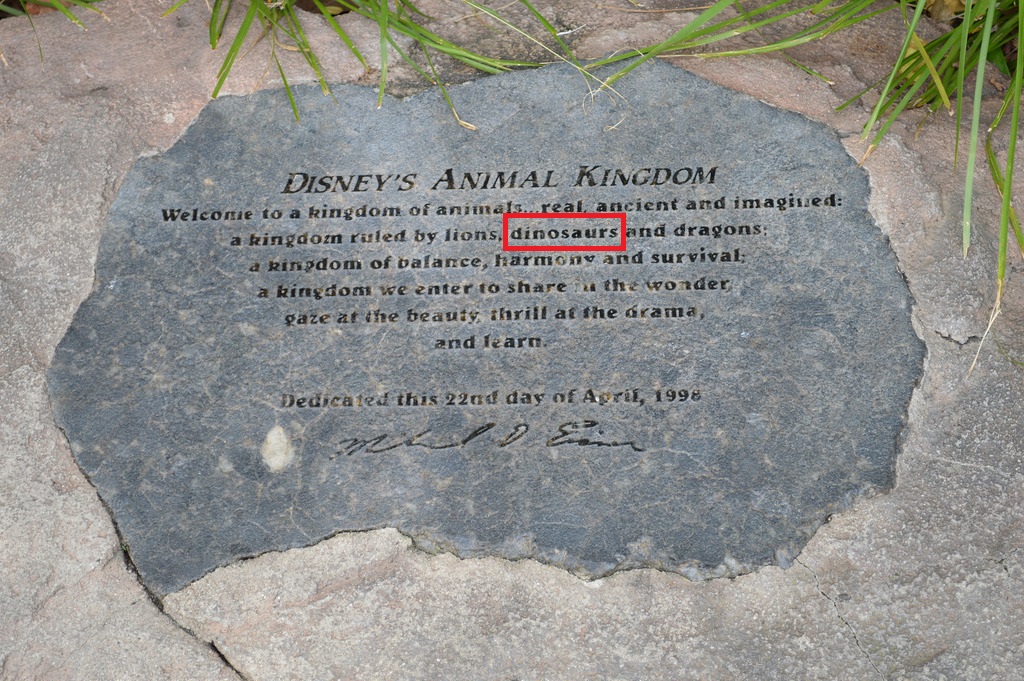 DISNEY'S ANIMAL KINGDOM
Welcome to a kingdom of animals...real, ancient and imagined:
a kingdom ruled by lions, dinosaurs and dragons;
a kingdom of balance, harmony and survival;
a kingdom we enter to share in the wonder,
gaze at the beauty, thrill at the drama,
and learn.
Dedicated this 22nd day of April, 1998
Michael D. Eisner